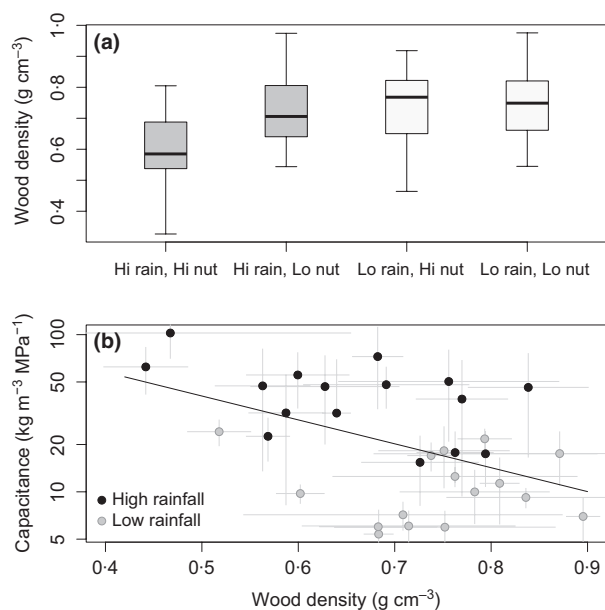 (a)
Wood density (g cm⁻³)
1·0
0·8
0·6
0·4
Hi rain, Hi nut
Hi rain, Lo nut
Lo rain, Hi nut
Lo rain, Lo nut
(b)
Capacitance (kg m⁻³ MPa⁻¹)
100
50
20
10
5
High rainfall
Low rainfall
0·4
0·5
0·6
0·7
0·8
0·9
Wood density (g cm⁻³)